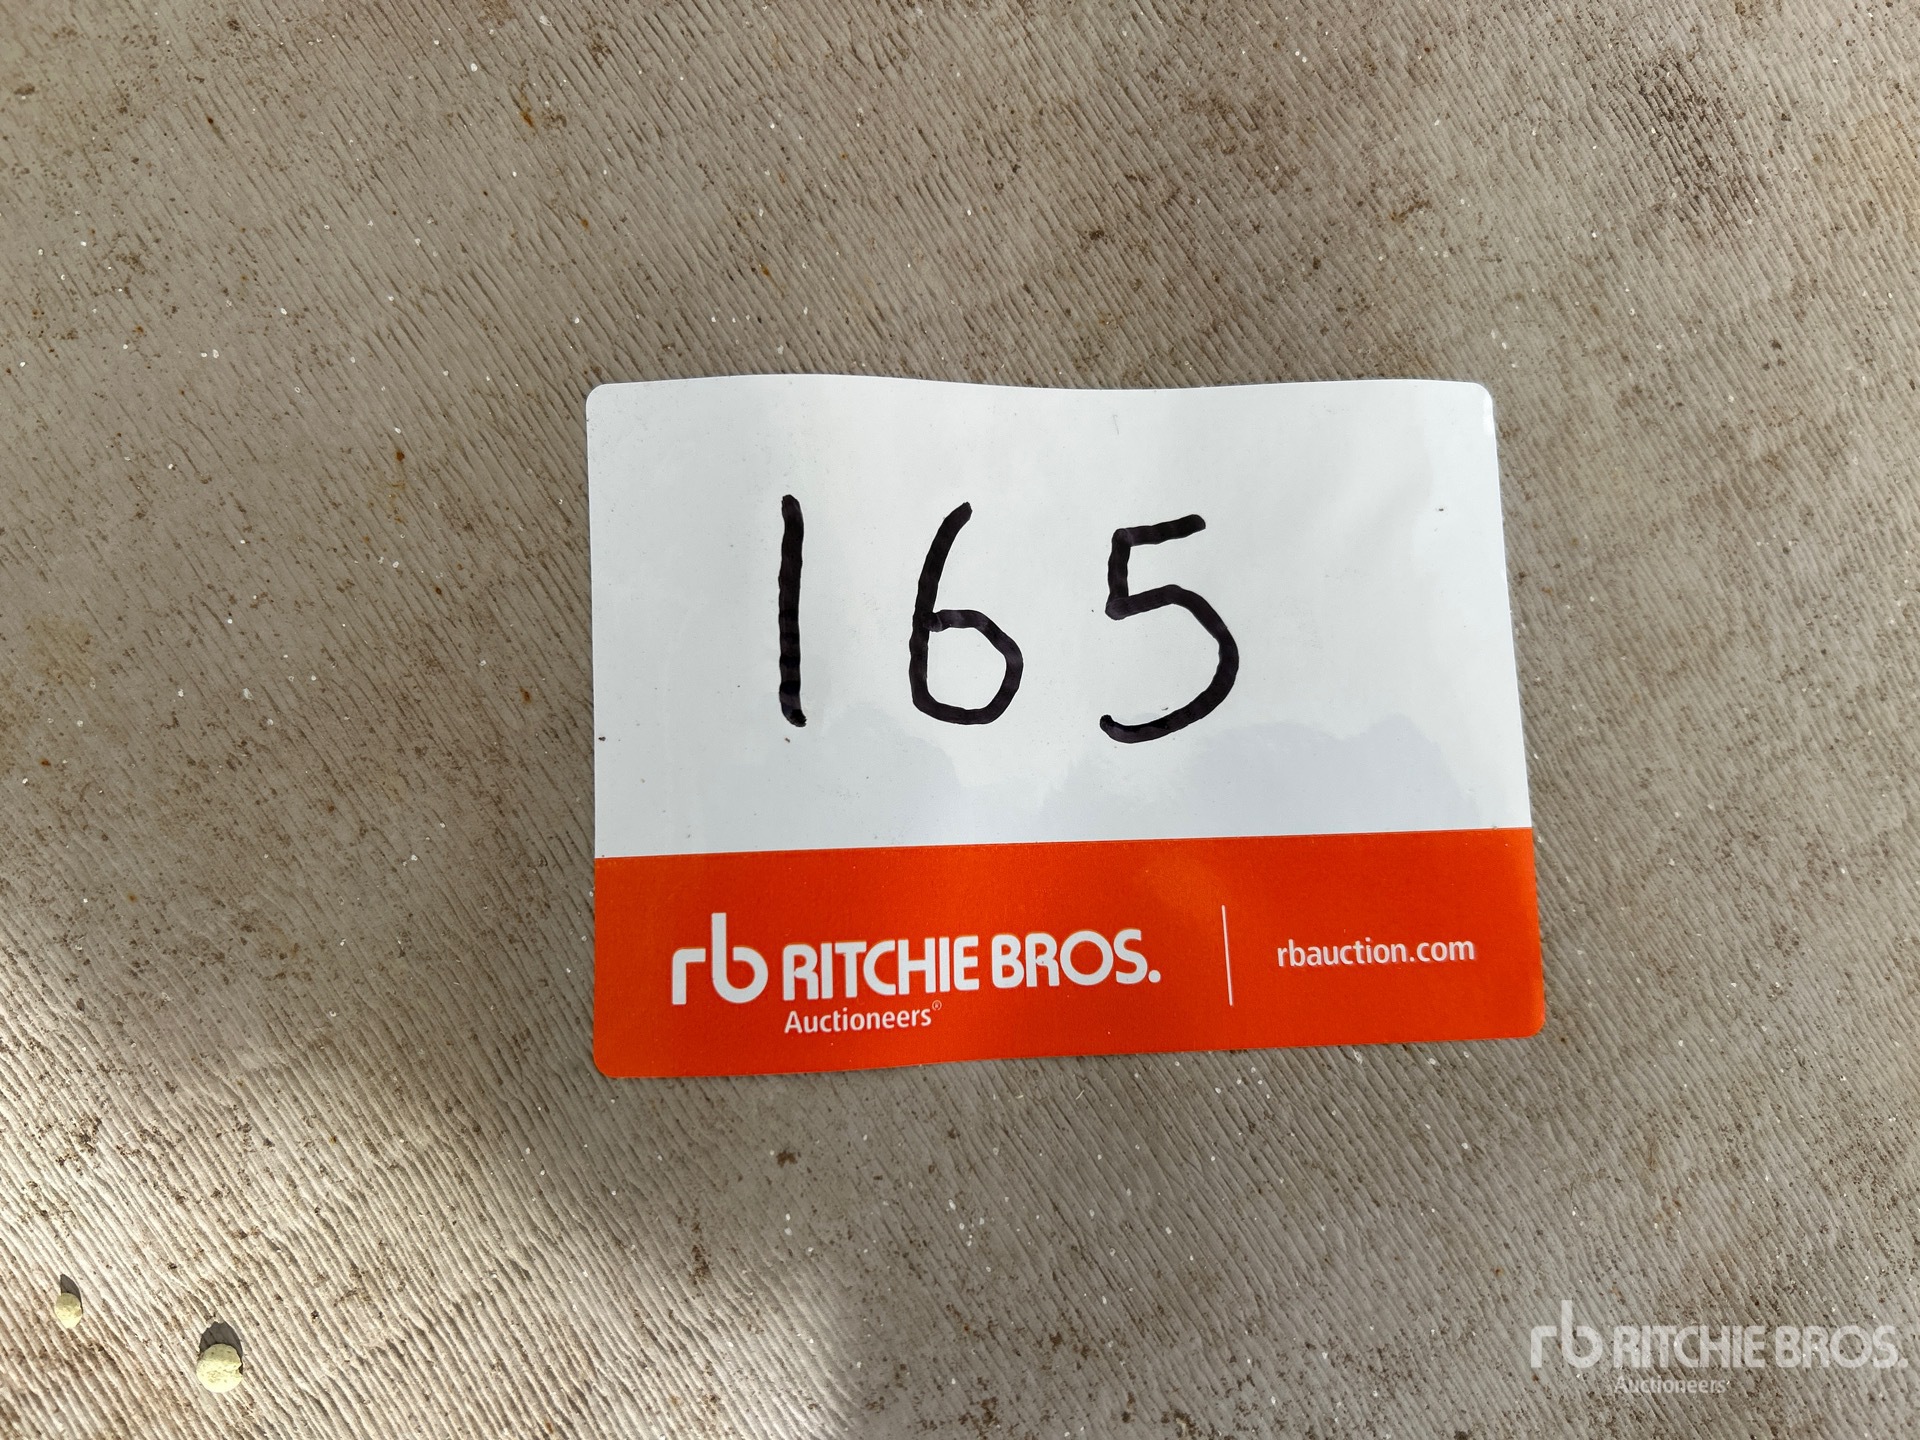 165
rb RITCHIE BROS.
Auctioneers®
rbauction.com
rb RITCHIE BROS.
Auctioneers